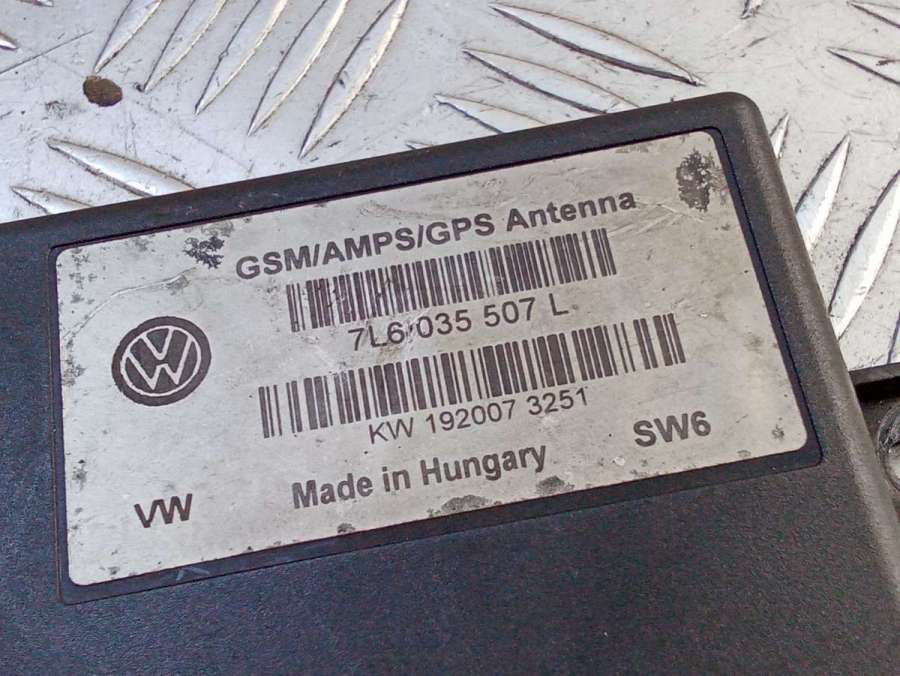 GSM/AMPS/GPS Antenna
7L6 035 507 L
KW 192007 3251
Made in Hungary
SW6
VW